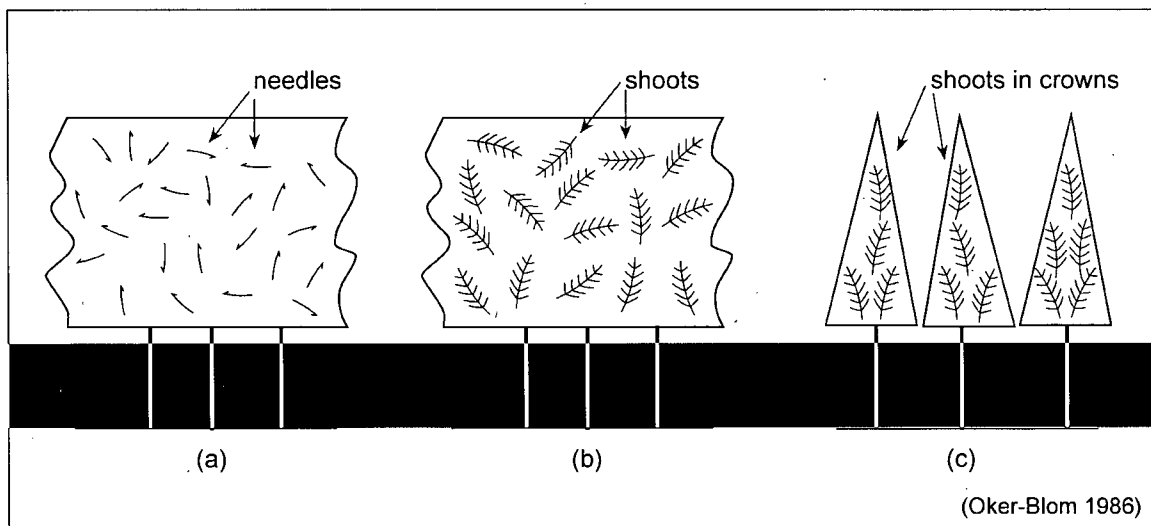 needles
shoots
shoots in crowns
(a)
(b)
(c)
(Oker-Blom 1986)